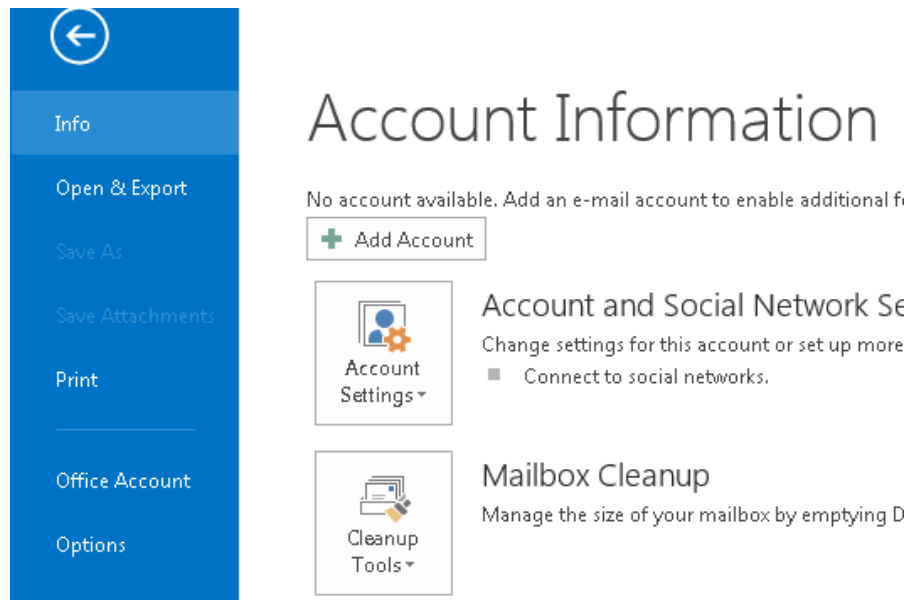 Info
Open & Export
Save As
Save Attachments
Print
Office Account
Options
Account Information
No account available. Add an e-mail account to enable additional
Add Account
Account Settings
Account and Social Network
Change settings for this account or set up more
Connect to social networks.
Cleanup Tools
Mailbox Cleanup
Manage the size of your mailbox by emptying